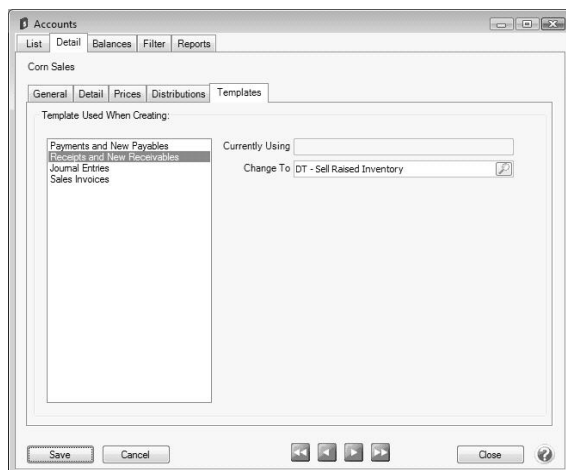 Accounts
List Detail Balances Filter Reports
Corn Sales
General Detail Prices Distributions Templates
Template Used When Creating:
Payments and New Payables
Receipts and New Receivables
Journal Entries
Sales Invoices
Currently Using
Change To DT - Sell Raised Inventory
Save Cancel Close ?